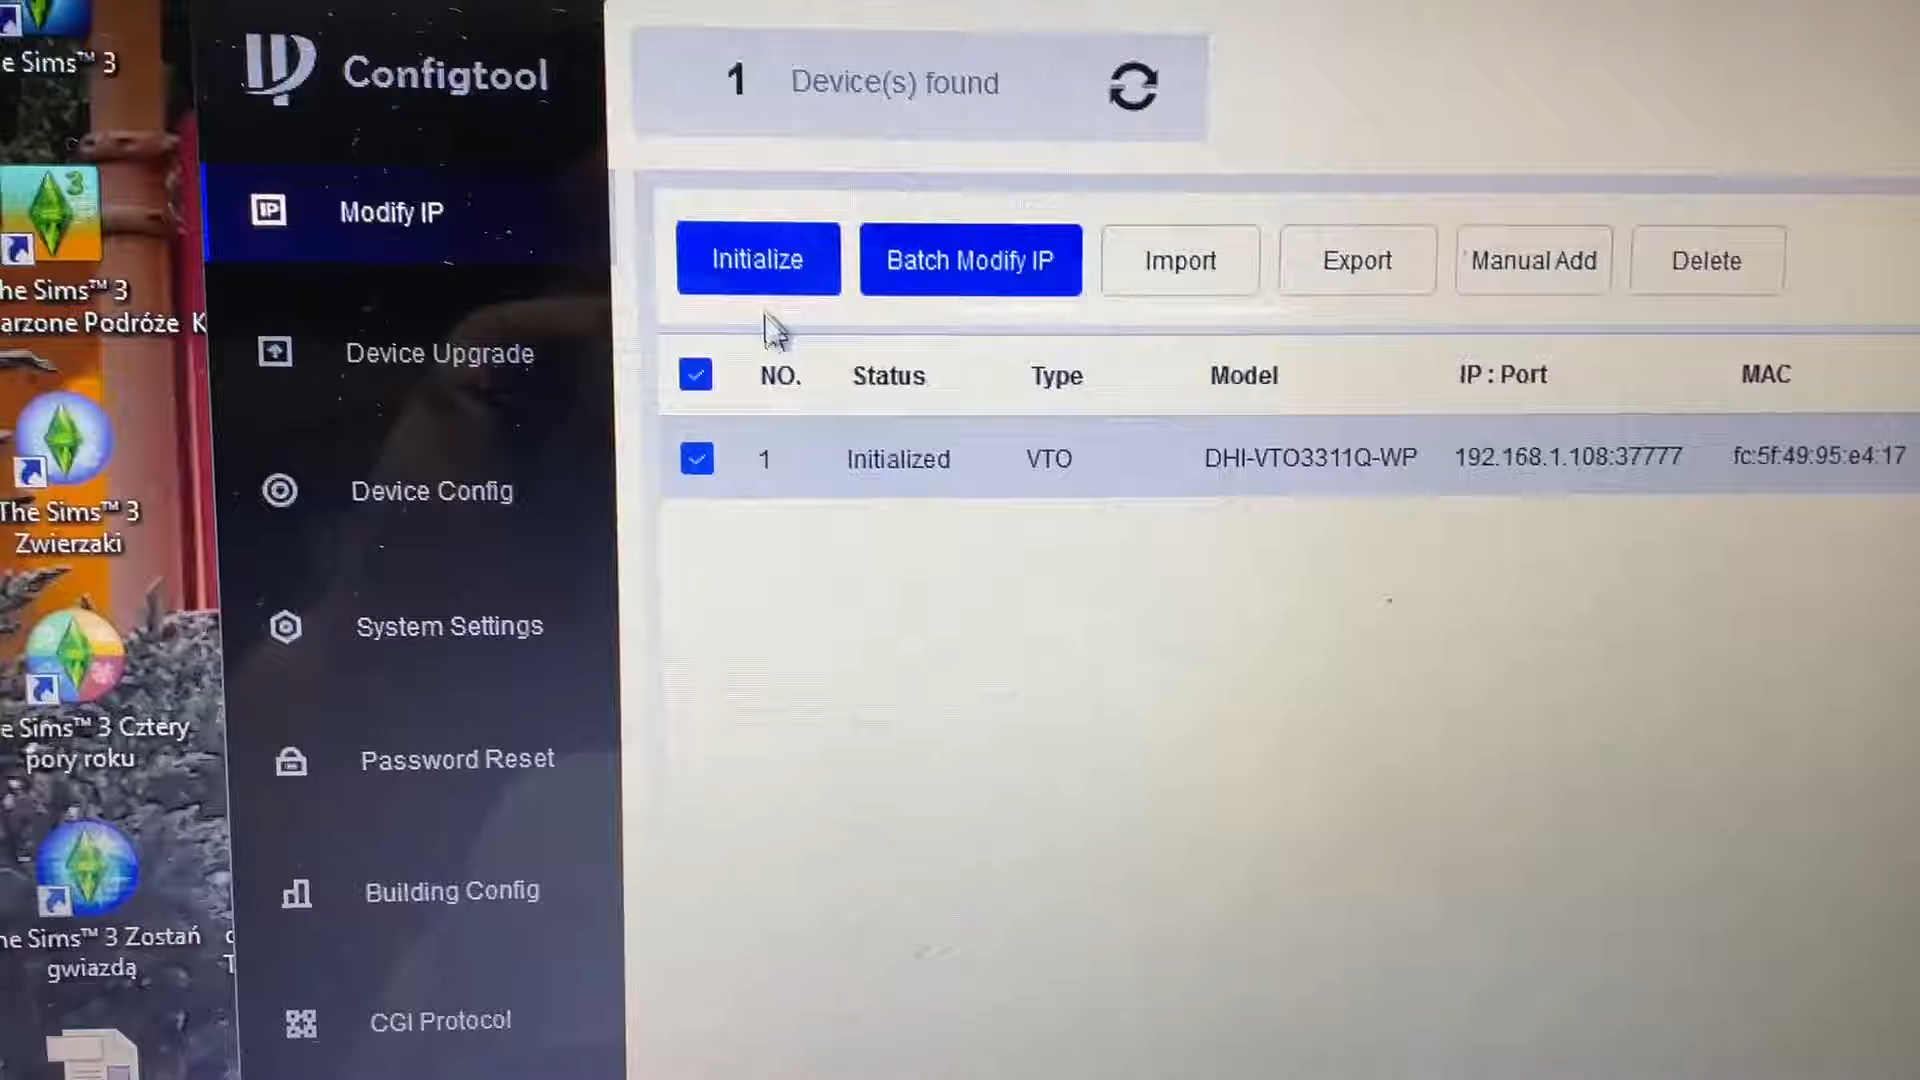 e Sims™ 3
he Sims™ 3
arzone Podróże K
The Sims™ 3
Zwierzaki
e Sims™ 3 Cztery
pory roku
he Sims™ 3 Zostań
gwiazdą
Configtool
IP Modify IP
Device Upgrade
Device Config
System Settings
Password Reset
Building Config
CGI Protocol
1 Device(s) found
Initialize Batch Modify IP Import Export Manual Add Delete
NO. Status Type Model IP : Port MAC
1 Initialized VTO DHI-VTO3311Q-WP 192.168.1.108:37777 fc:5f:49:95:e4:17